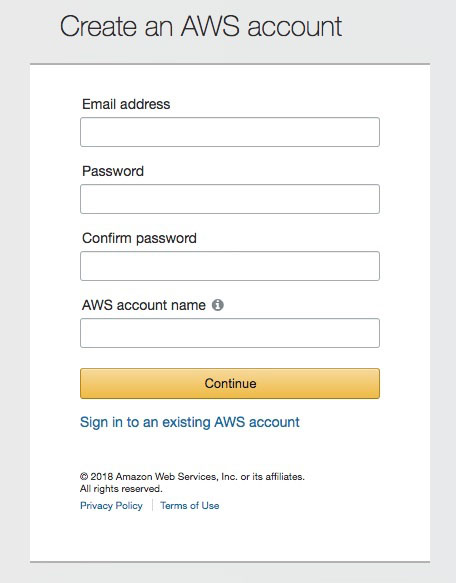 Create an AWS account
Email address
Password
Confirm password
AWS account name
Continue
Sign in to an existing AWS account
© 2018 Amazon Web Services, Inc. or its affiliates.
All rights reserved.
Privacy Policy Terms of Use